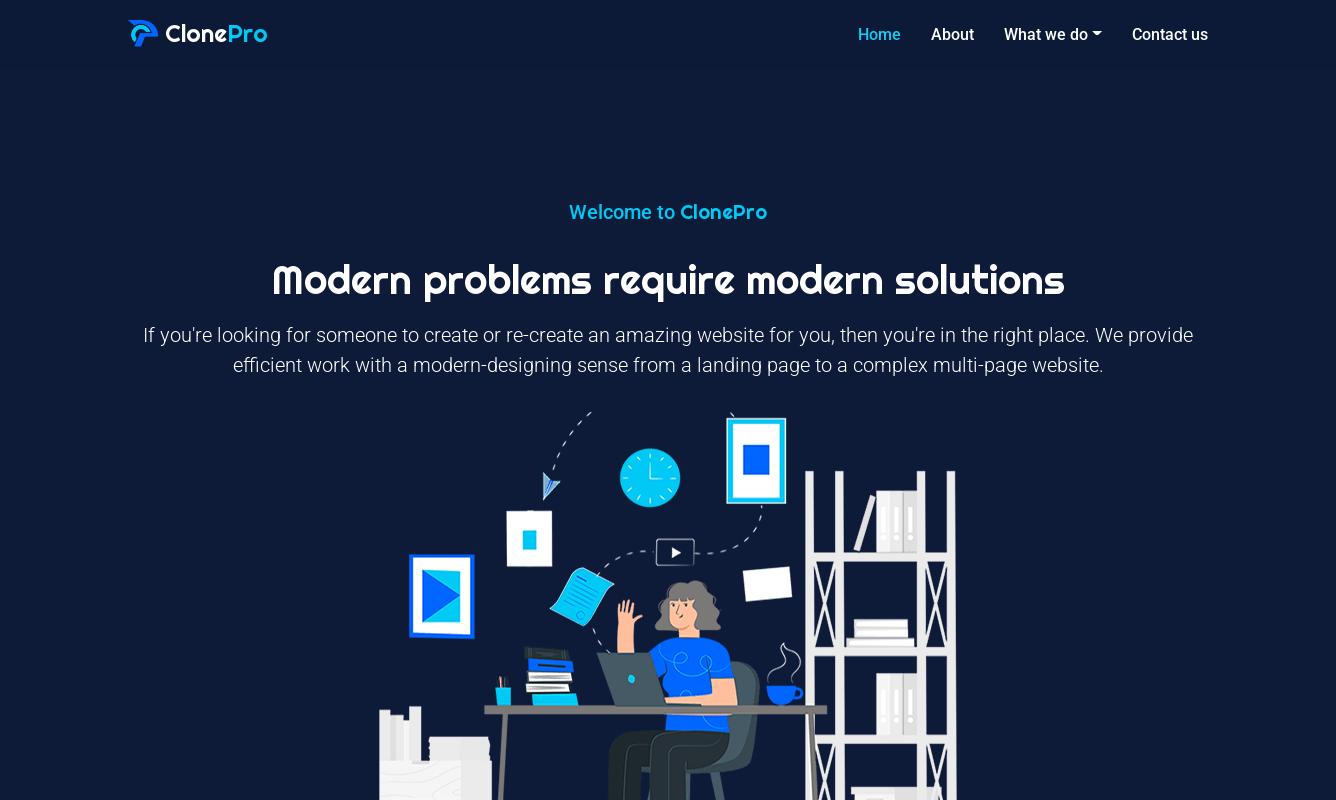 ClonePro
Home About What we do Contact us
Welcome to ClonePro
Modern problems require modern solutions
If you're looking for someone to create or re-create an amazing website for you, then you're in the right place. We provide
efficient work with a modern-designing sense from a landing page to a complex multi-page website.